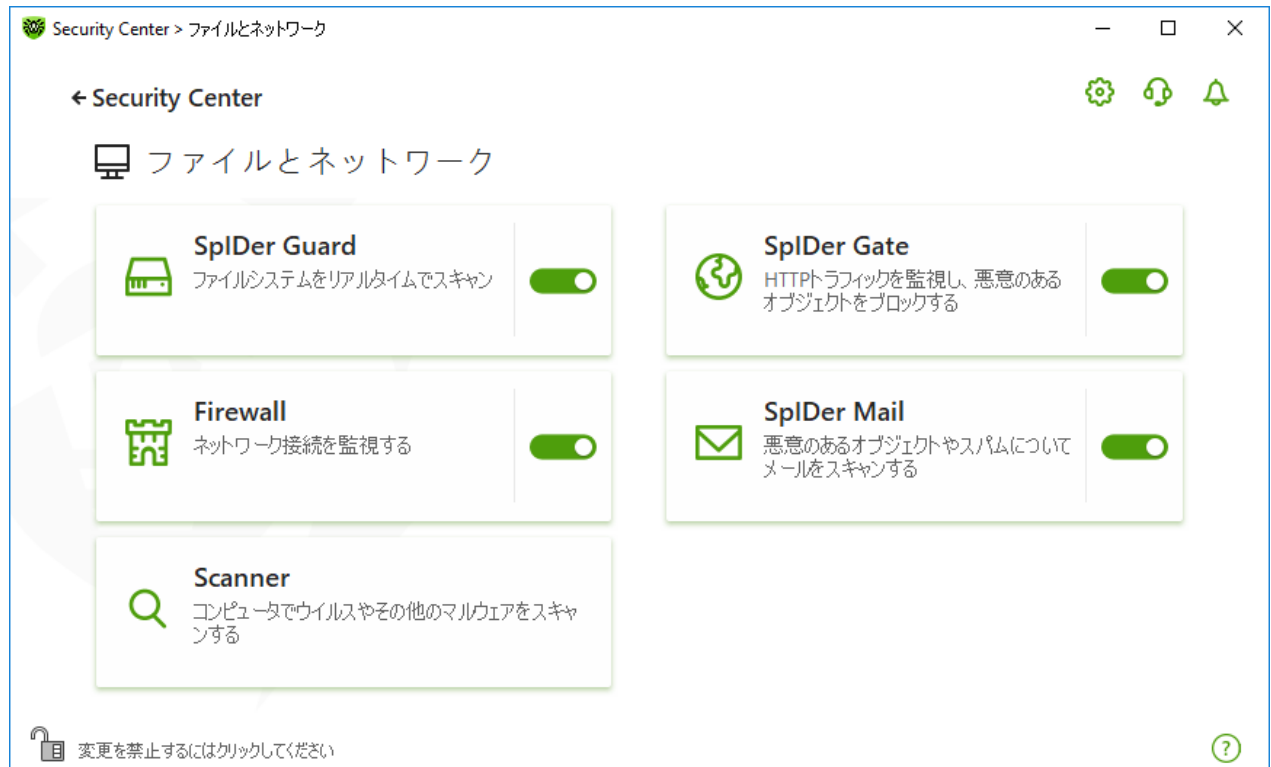 Security Center > ファイルとネットワーク
Security Center
ファイルとネットワーク
SpIDer Guard
ファイルシステムをリアルタイムでスキャン
SpIDer Gate
HTTPトラフィックを監視し、悪意のある
オブジェクトをブロックする
Firewall
ネットワーク接続を監視する
SpIDer Mail
悪意のあるオブジェクトやスパムについて
メールをスキャンする
Scanner
コンピュータでウイルスやその他のマルウェアをスキャ
ンする
変更を禁止するにはクリックしてください
?